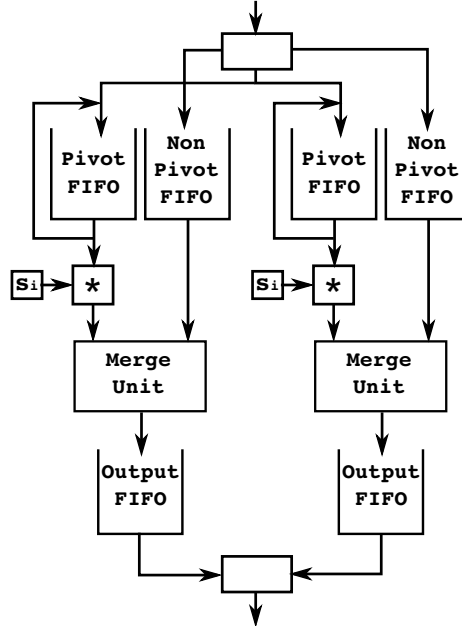 Pivot
FIFO
Non
Pivot
FIFO
Pivot
FIFO
Non
Pivot
FIFO
Si
*
Si
*
Merge
Unit
Merge
Unit
Output
FIFO
Output
FIFO